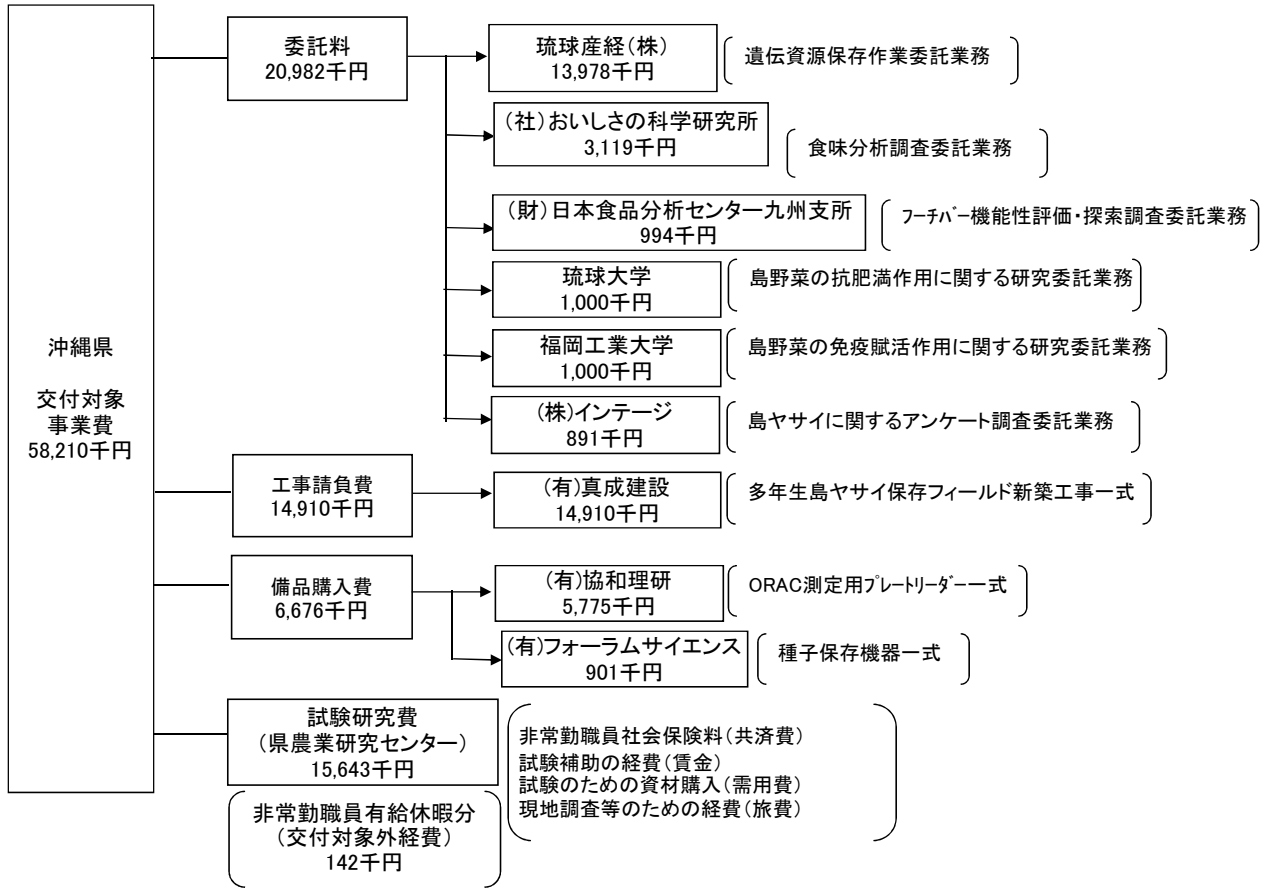 沖縄県
交付対象
事業費
58,210千円
委託料
20,982千円
琉球産経(株)
13,978千円
遺伝資源保存作業委託業務
(社)おいしさの科学研究所
3,119千円
食味分析調査委託業務
(財)日本食品分析センター九州支所
994千円
フーチバー機能性評価・探索調査委託業務
琉球大学
1,000千円
島野菜の抗肥満作用に関する研究委託業務
福岡工業大学
1,000千円
島野菜の免疫賦活作用に関する研究委託業務
(株)インテージ
891千円
島ヤサイに関するアンケート調査委託業務
工事請負費
14,910千円
(有)真成建設
14,910千円
多年生島ヤサイ保存フィールド新築工事一式
備品購入費
6,676千円
(有)協和理研
5,775千円
ORAC測定用プレートリーダー一式
(有)フォーラムサイエンス
901千円
種子保存機器一式
試験研究費
(県農業研究センター)
15,643千円
非常勤職員社会保険料(共済費)
試験補助の経費(賃金)
試験のための資材購入(需用費)
現地調査等のための経費(旅費)
非常勤職員有給休暇分
(交付対象外経費)
142千円